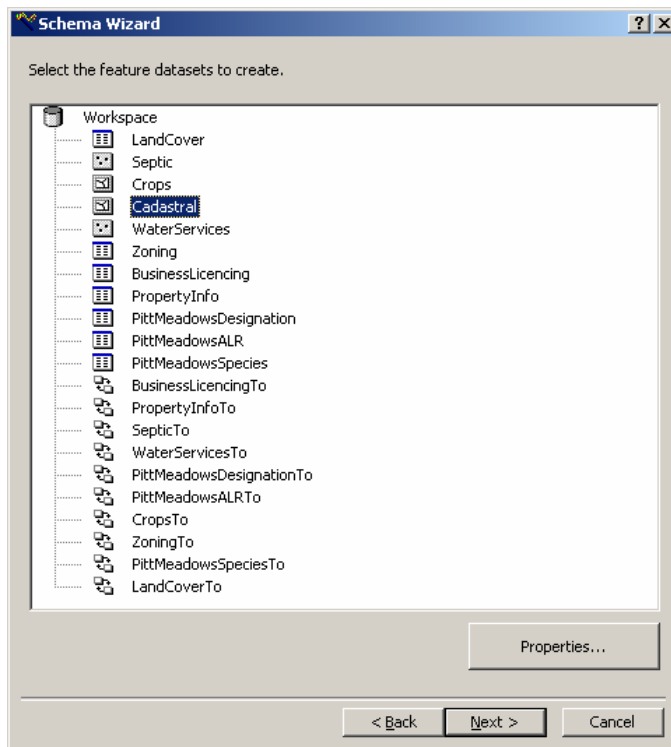 Schema Wizard
Select the feature datasets to create.
Workspace
LandCover
Septic
Crops
Cadastral
WaterServices
Zoning
BusinessLicencing
PropertyInfo
PittMeadowsDesignation
PittMeadowsALR
PittMeadowsSpecies
BusinessLicencingTo
PropertyInfoTo
SepticTo
WaterServicesTo
PittMeadowsDesignationTo
PittMeadowsALRTo
CropsTo
ZoningTo
PittMeadowsSpeciesTo
LandCoverTo
Properties...
< Back Next > Cancel